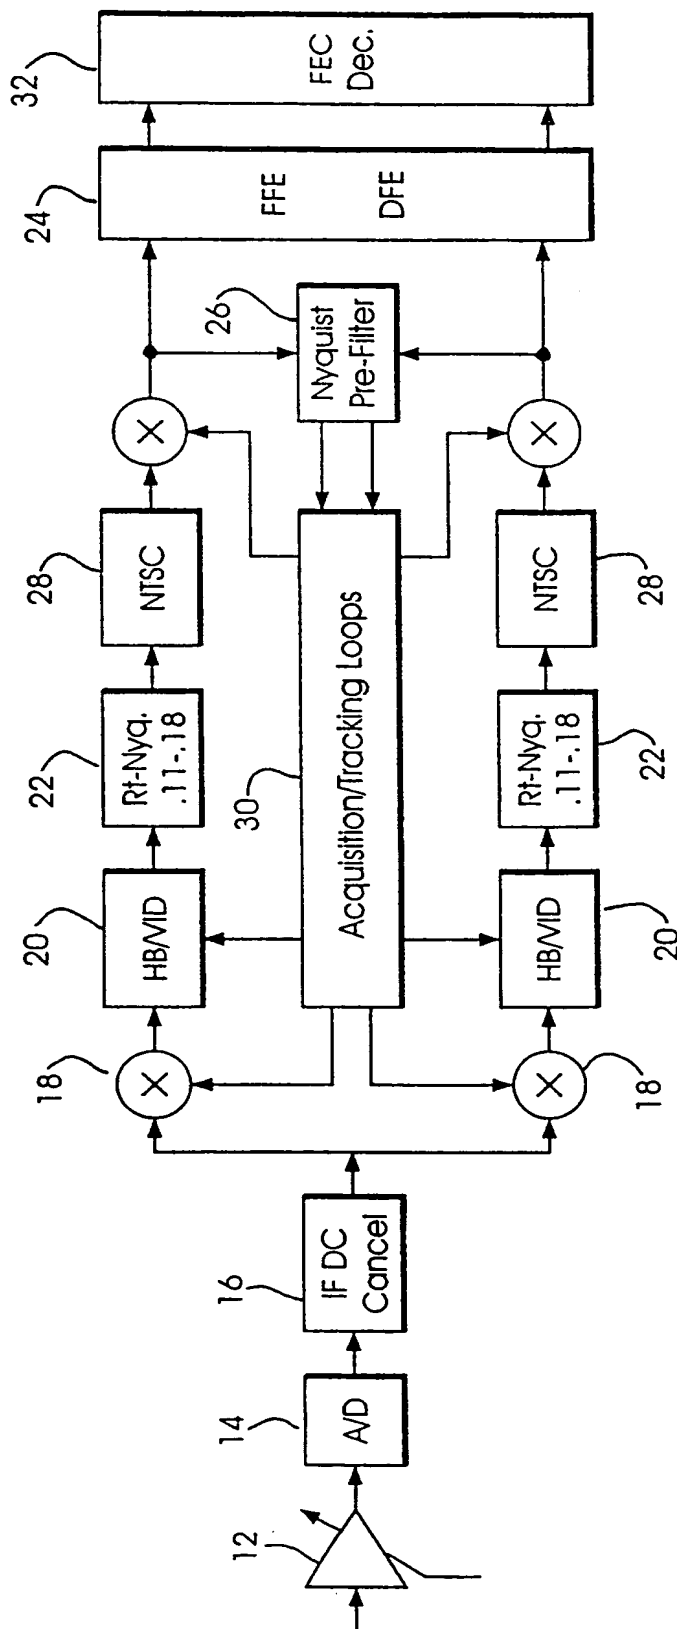 12
14
A/D
16
IF DC
Cancel
18
18
20
HB/VID
20
HB/VID
22
Rt-Nyq.
.11-.18
22
Rt-Nyq.
.11-.18
28
NTSC
28
NTSC
30
Acquisition/Tracking Loops
26
Nyquist
Pre-Filter
24
FFE
DFE
32
FEC
Dec.